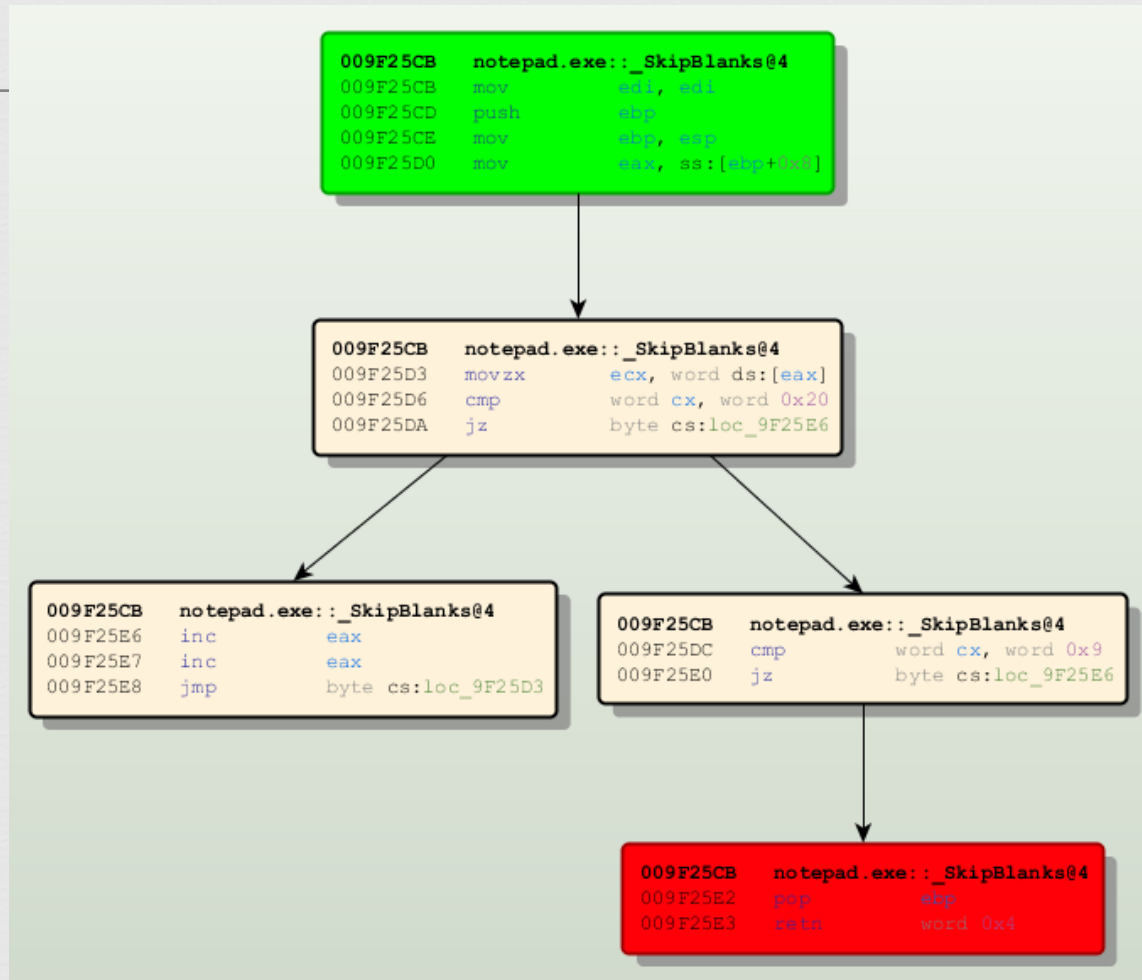 009F25CB notepad.exe::_SkipBlanks@4
009F25CB mov edi, edi
009F25CD push ebp
009F25CE mov ebp, esp
009F25D0 mov eax, ss:[ebp+0x8]
009F25CB notepad.exe::_SkipBlanks@4
009F25D3 movzx ecx, word ds:[eax]
009F25D6 cmp word cx, word 0x20
009F25DA jz byte cs:loc_9F25E6
009F25CB notepad.exe::_SkipBlanks@4
009F25E6 inc eax
009F25E7 inc eax
009F25E8 jmp byte cs:loc_9F25D3
009F25CB notepad.exe::_SkipBlanks@4
009F25DC cmp word cx, word 0x9
009F25E0 jz byte cs:loc_9F25E6
009F25CB notepad.exe::_SkipBlanks@4
009F25E2 pop ebp
009F25E3 retn word 0x4